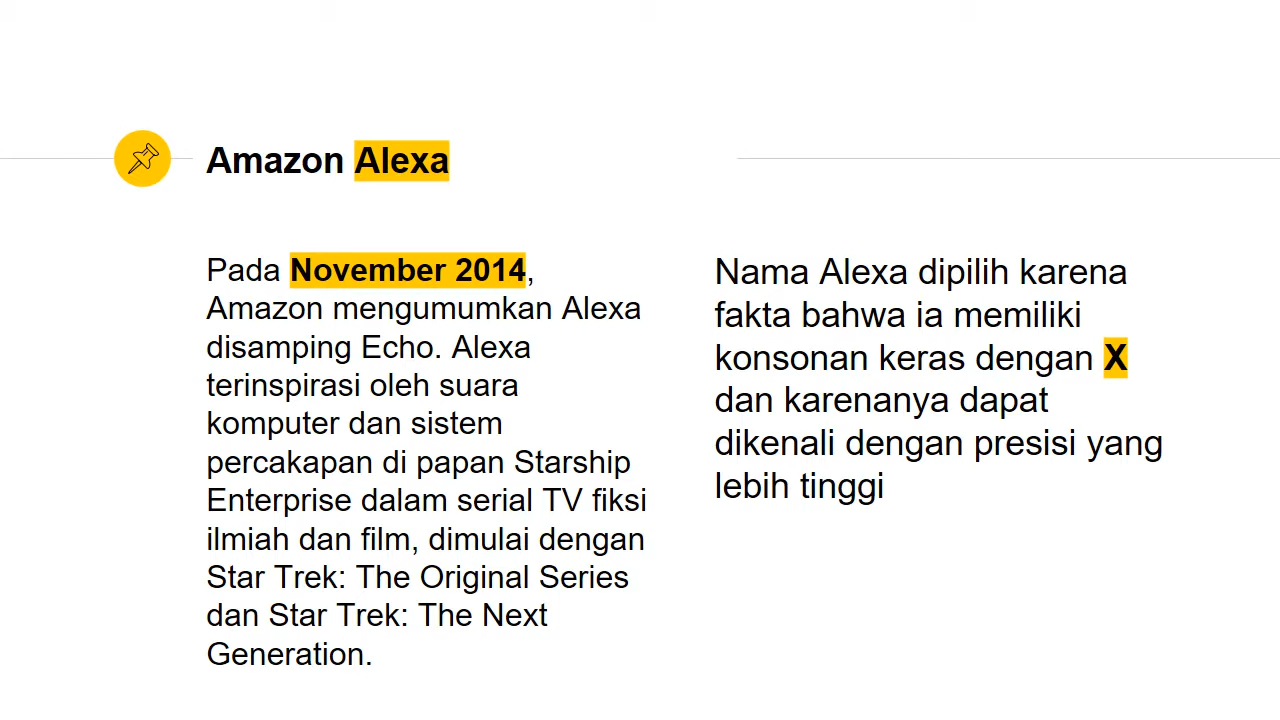 Amazon Alexa
Pada November 2014,
Amazon mengumumkan Alexa
disamping Echo. Alexa
terinspirasi oleh suara
komputer dan sistem
percakapan di papan Starship
Enterprise dalam serial TV fiksi
ilmiah dan film, dimulai dengan
Star Trek: The Original Series
dan Star Trek: The Next
Generation.
Nama Alexa dipilih karena
fakta bahwa ia memiliki
konsonan keras dengan X
dan karenanya dapat
dikenali dengan presisi yang
lebih tinggi